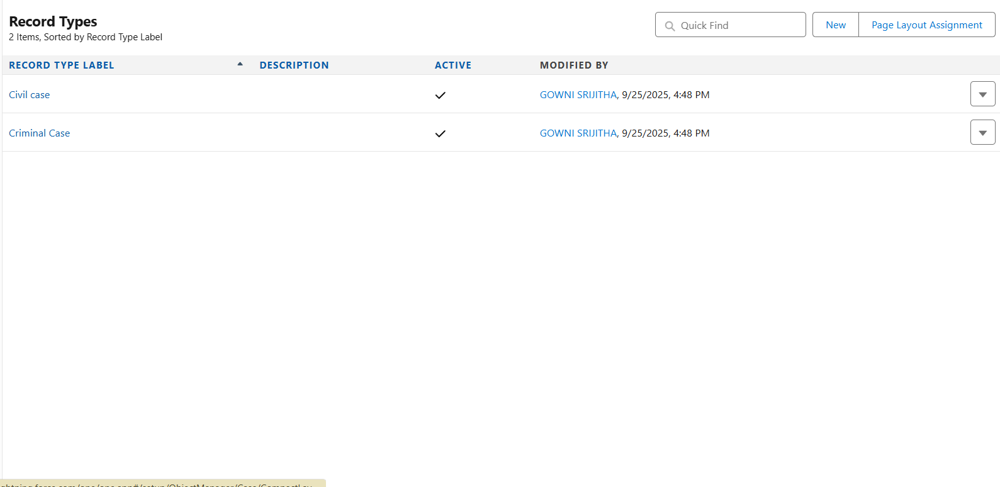 Record Types
2 Items, Sorted by Record Type Label
Quick Find
New
Page Layout Assignment
RECORD TYPE LABEL DESCRIPTION ACTIVE MODIFIED BY
Civil case GOWNI SRIJITHA, 9/25/2025, 4:48 PM
Criminal Case GOWNI SRIJITHA, 9/25/2025, 4:48 PM